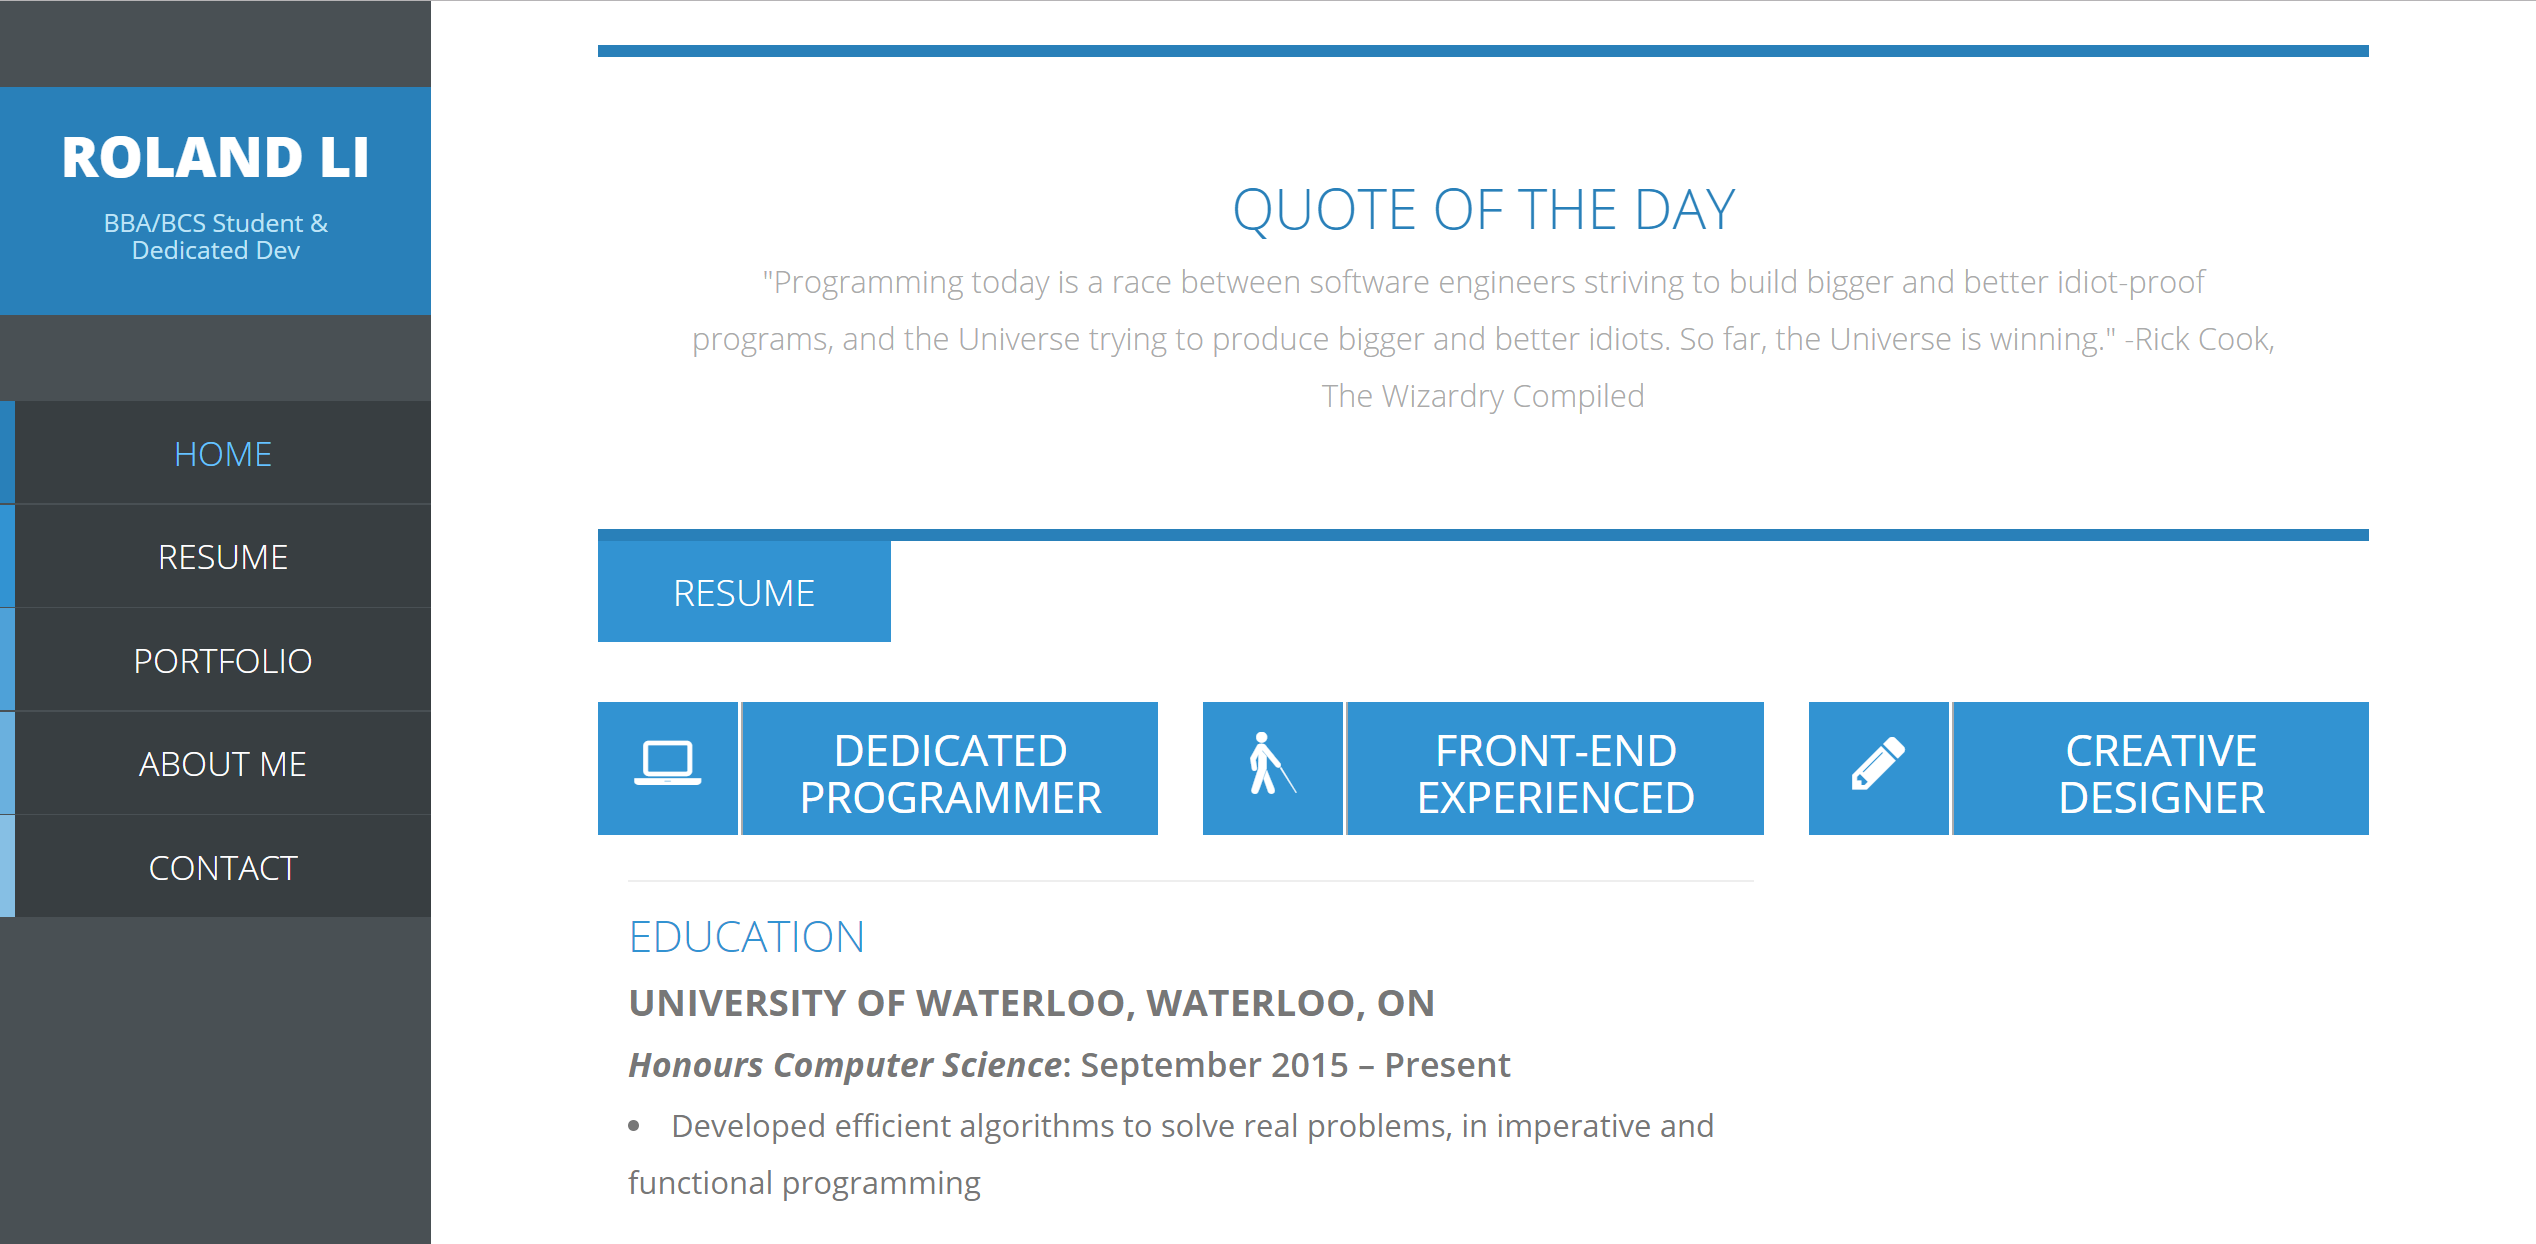 ROLAND LI
BBA/BCS Student &
Dedicated Dev
HOME
RESUME
PORTFOLIO
ABOUT ME
CONTACT
QUOTE OF THE DAY
"Programming today is a race between software engineers striving to build bigger and better idiot-proof
programs, and the Universe trying to produce bigger and better idiots. So far, the Universe is winning." -Rick Cook,
The Wizardry Compiled
RESUME
DEDICATED
PROGRAMMER
FRONT-END
EXPERIENCED
CREATIVE
DESIGNER
EDUCATION
UNIVERSITY OF WATERLOO, WATERLOO, ON
Honours Computer Science: September 2015 – Present
• Developed efficient algorithms to solve real problems, in imperative and
functional programming